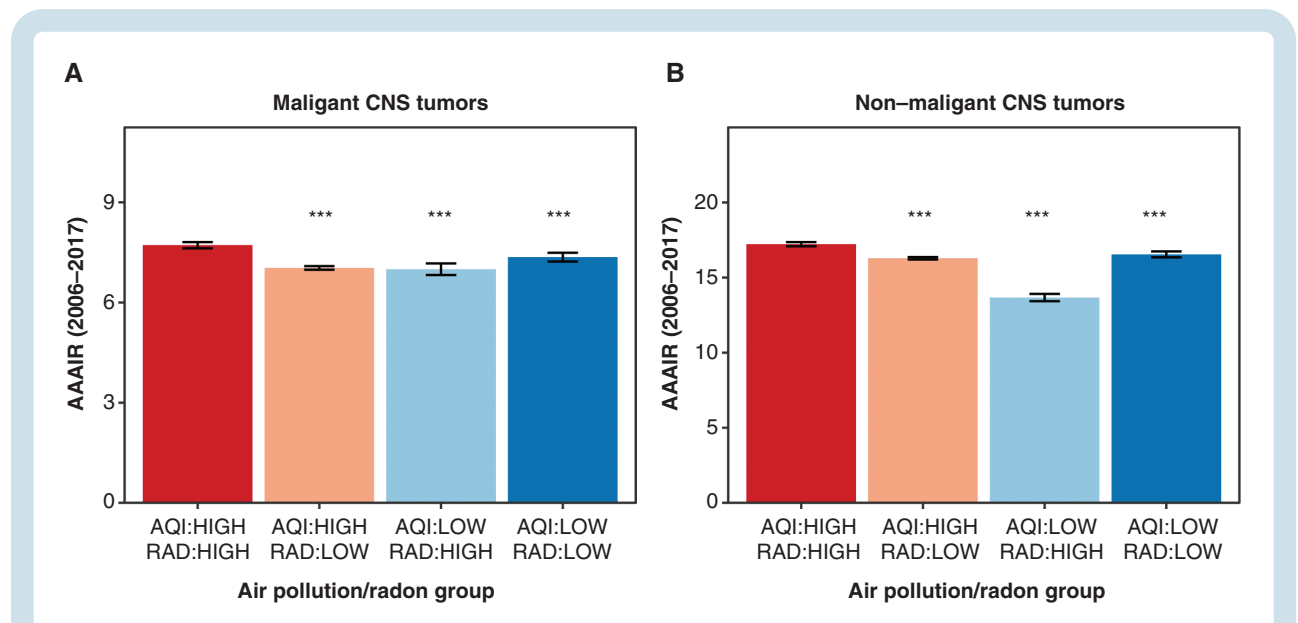 A
Maligant CNS tumors
AAAIR (2006–2017)
9
6
3
0
***
***
***
AQI:HIGH AQI:HIGH AQI:LOW AQI:LOW
RAD:HIGH RAD:LOW RAD:HIGH RAD:LOW
Air pollution/radon group
B
Non–maligant CNS tumors
AAAIR (2006–2017)
20
15
10
5
0
***
***
***
AQI:HIGH AQI:HIGH AQI:LOW AQI:LOW
RAD:HIGH RAD:LOW RAD:HIGH RAD:LOW
Air pollution/radon group